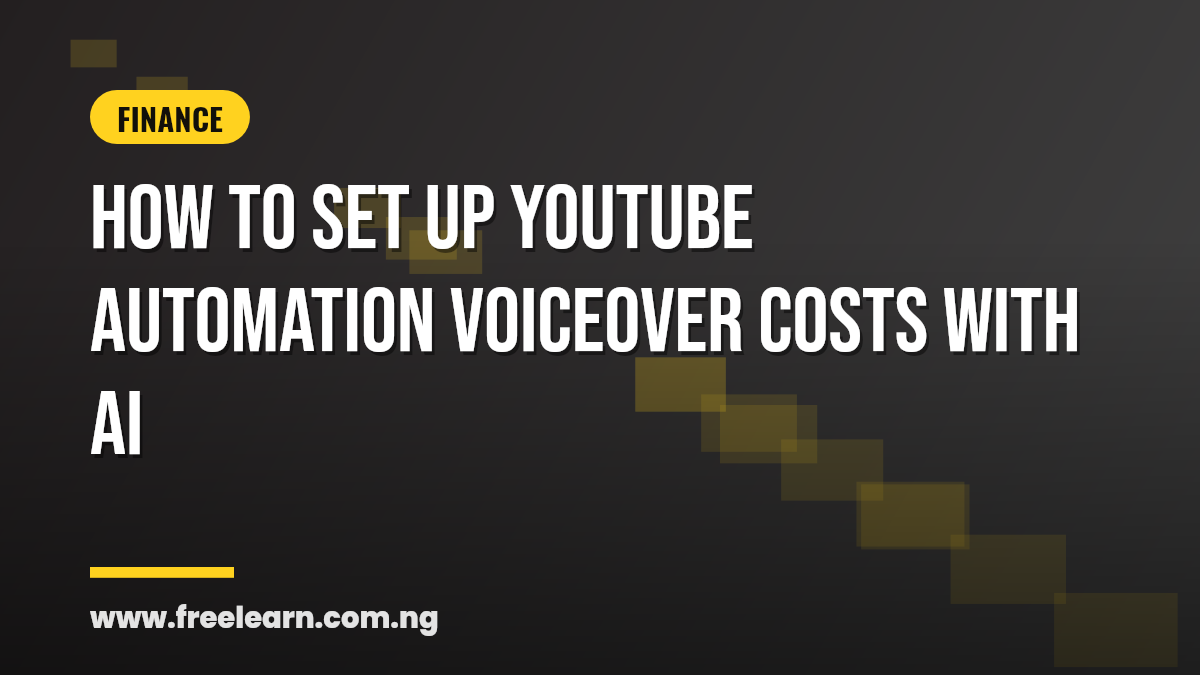 FINANCE
HOW TO SET UP YOUTUBE
AUTOMATION VOICEOVER COSTS WITH
AI
www.freelearn.com.ng